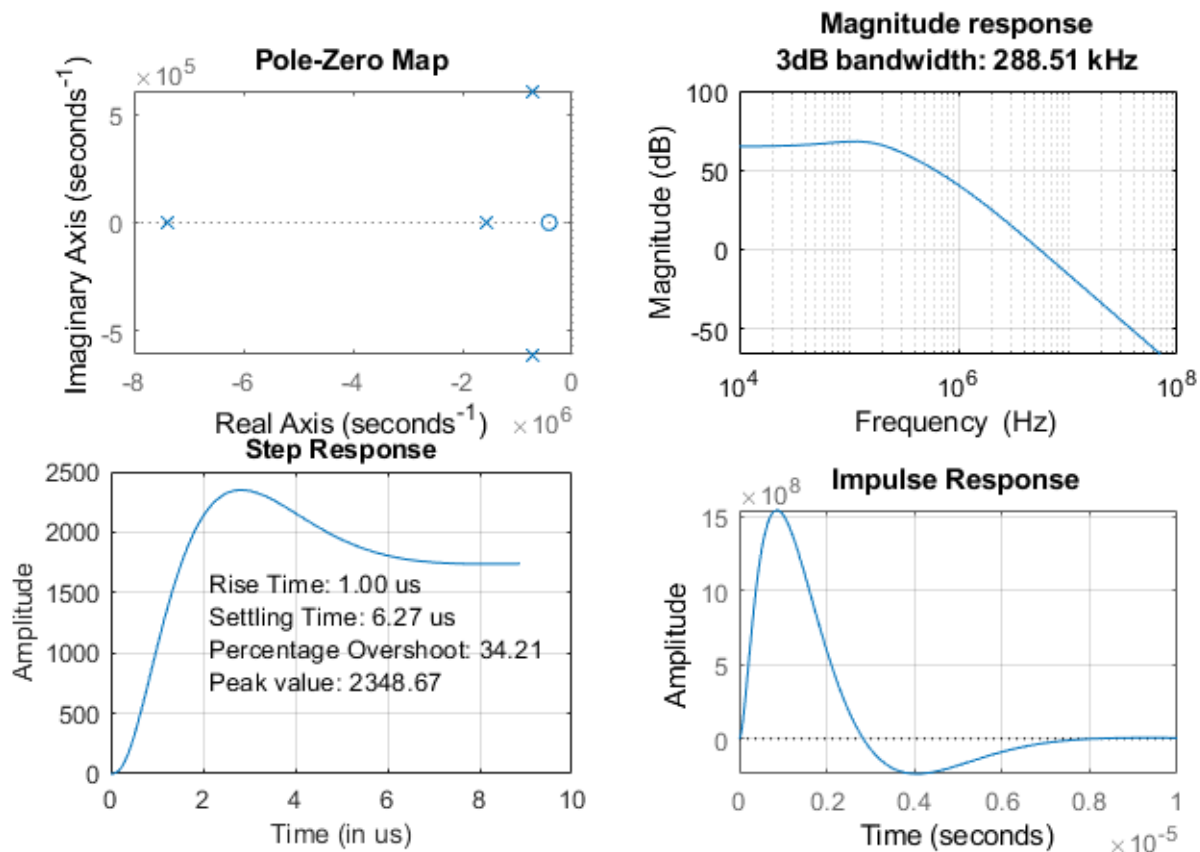 Pole-Zero Map
×10^5
Imaginary Axis (seconds^-1)
5
0
-5
-8 -6 -4 -2 0
Real Axis (seconds^-1) ×10^6
Magnitude response
3dB bandwidth: 288.51 kHz
Magnitude (dB)
100
50
0
-50
10^4 10^6 10^8
Frequency (Hz)
Step Response
Amplitude
2500
2000
1500
1000
500
0
Rise Time: 1.00 us
Settling Time: 6.27 us
Percentage Overshoot: 34.21
Peak value: 2348.67
0 2 4 6 8 10
Time (in us)
Impulse Response
×10^8
Amplitude
15
10
5
0
0 0.2 0.4 0.6 0.8 1
Time (seconds) ×10^-5